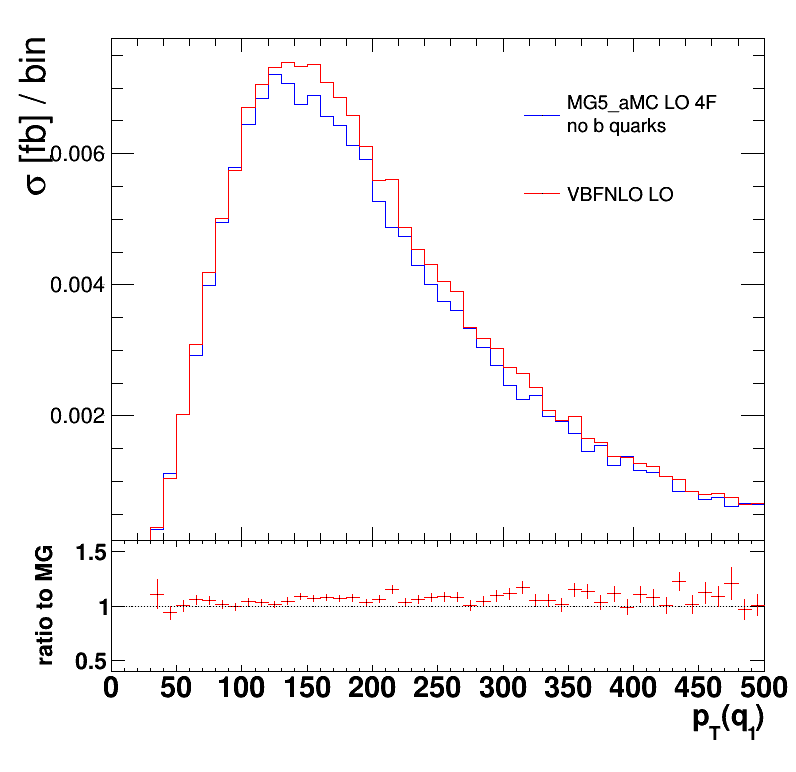 σ [fb] / bin
0.006
0.004
0.002
MG5_aMC LO 4F
no b quarks
VBFNLO LO
ratio to MG
1.5
1
0.5
0 50 100 150 200 250 300 350 400 450 500
p_T(q_1)